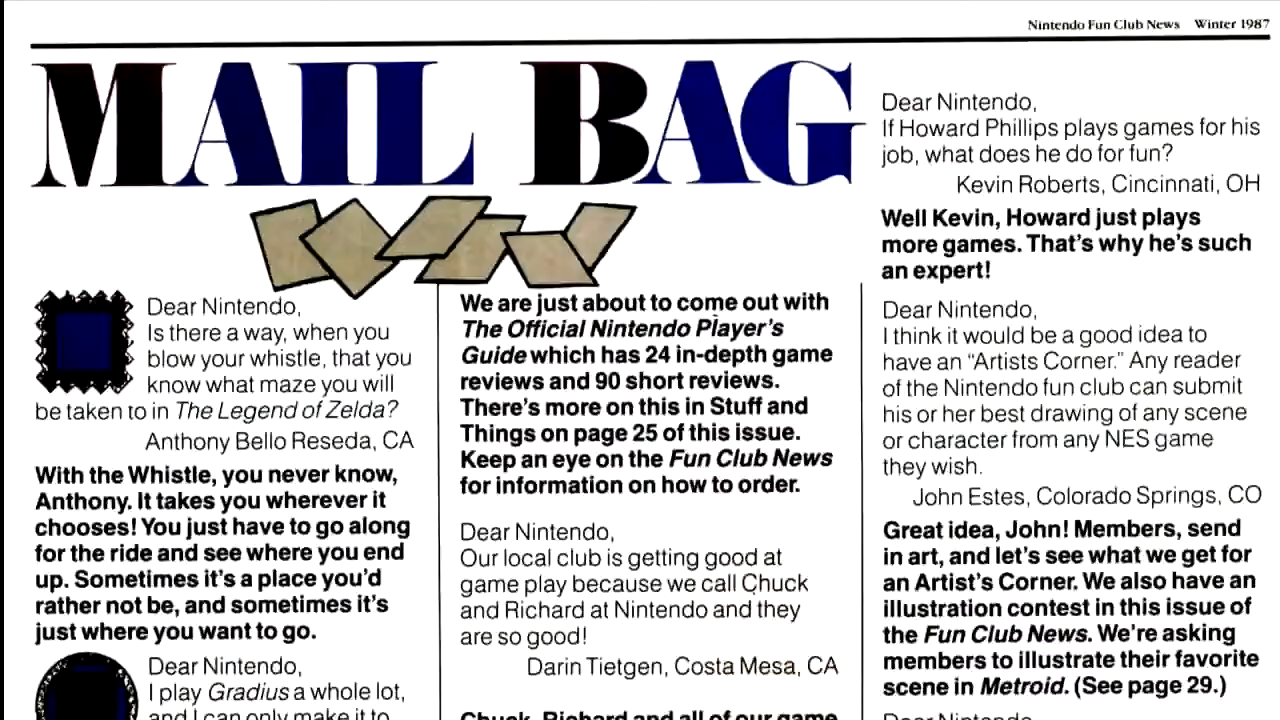 Nintendo Fun Club News Winter 1987
MAIL BAG
Dear Nintendo,
Is there a way, when you
blow your whistle, that you
know what maze you will
be taken to in The Legend of Zelda?
Anthony Bello Reseda, CA
With the Whistle, you never know,
Anthony. It takes you wherever it
chooses! You just have to go along
for the ride and see where you end
up. Sometimes it's a place you'd
rather not be, and sometimes it's
just where you want to go.
Dear Nintendo,
I play Gradius a whole lot,
and I can only make it to
We are just about to come out with
The Official Nintendo Player's
Guide which has 24 in-depth game
reviews and 90 short reviews.
There's more on this in Stuff and
Things on page 25 of this issue.
Keep an eye on the Fun Club News
for information on how to order.
Dear Nintendo,
Our local club is getting good at
game play because we call Chuck
and Richard at Nintendo and they
are so good!
Darin Tietgen, Costa Mesa, CA
Chuck, Richard and all of our game
Dear Nintendo,
If Howard Phillips plays games for his
job, what does he do for fun?
Kevin Roberts, Cincinnati, OH
Well Kevin, Howard just plays
more games. That's why he's such
an expert!
Dear Nintendo,
I think it would be a good idea to
have an "Artists Corner." Any reader
of the Nintendo fun club can submit
his or her best drawing of any scene
or character from any NES game
they wish.
John Estes, Colorado Springs, CO
Great idea, John! Members, send
in art, and let's see what we get for
an Artist's Corner. We also have an
illustration contest in this issue of
the Fun Club News. We're asking
members to illustrate their favorite
scene in Metroid. (See page 29.)
Dear Nintendo,